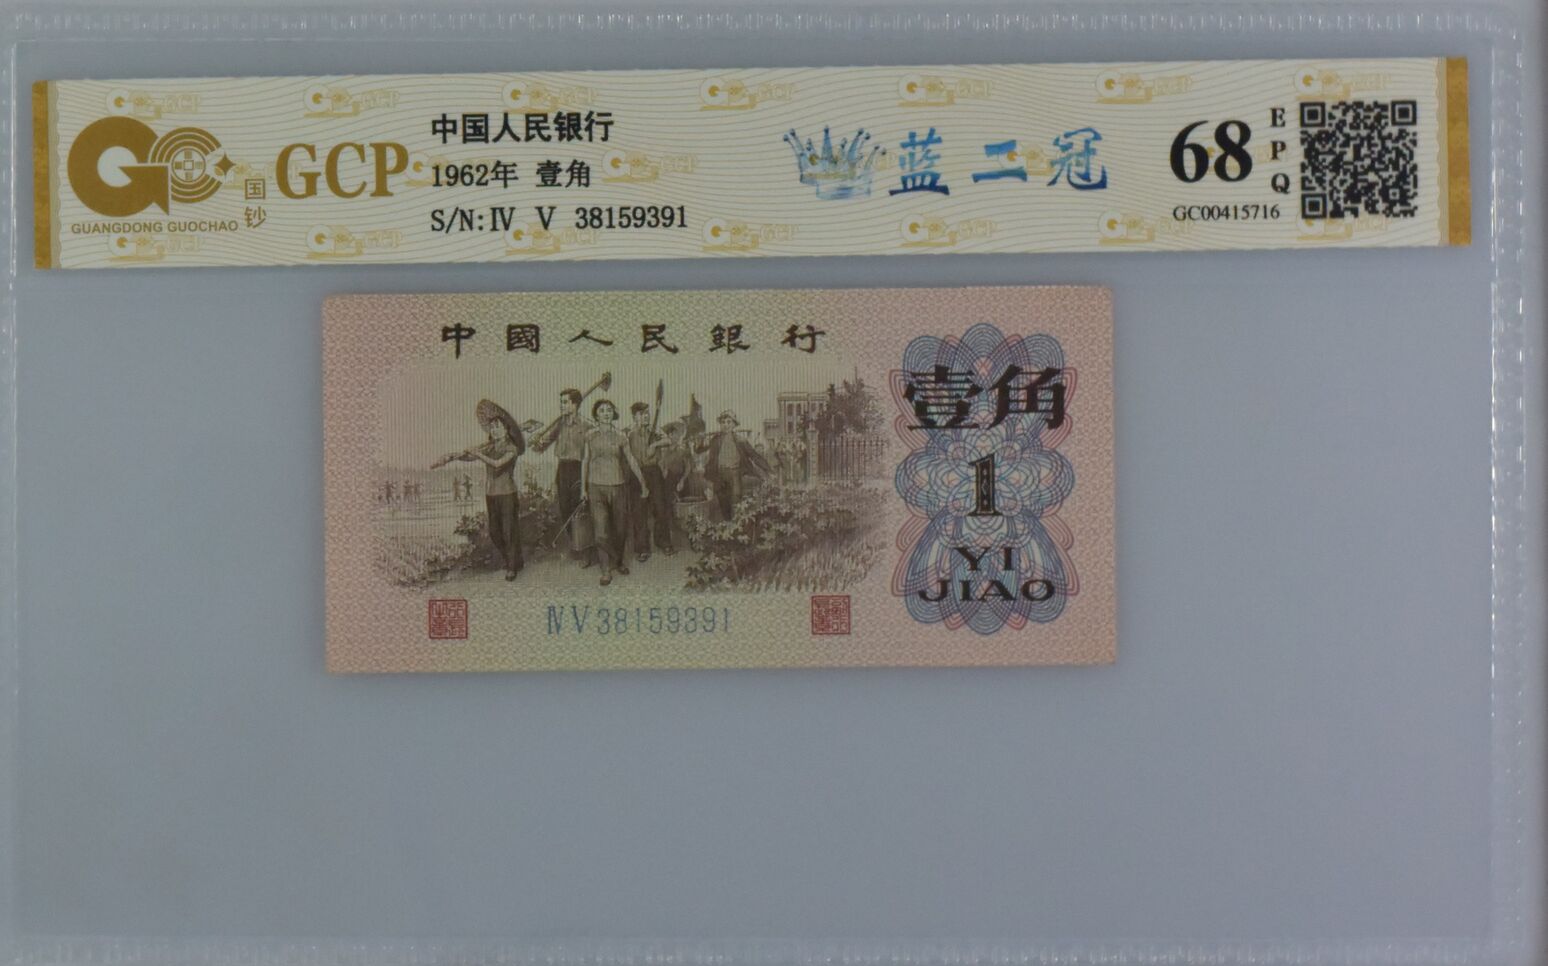 GCP
国钞
GUANGDONG GUOCHAO
中国人民银行
1962年 壹角
S/N:Ⅳ Ⅴ 38159391
蓝二冠
68
EPQ
GC00415716
中國人民銀行
壹角
1
YI
JIAO
ⅣⅤ38159391